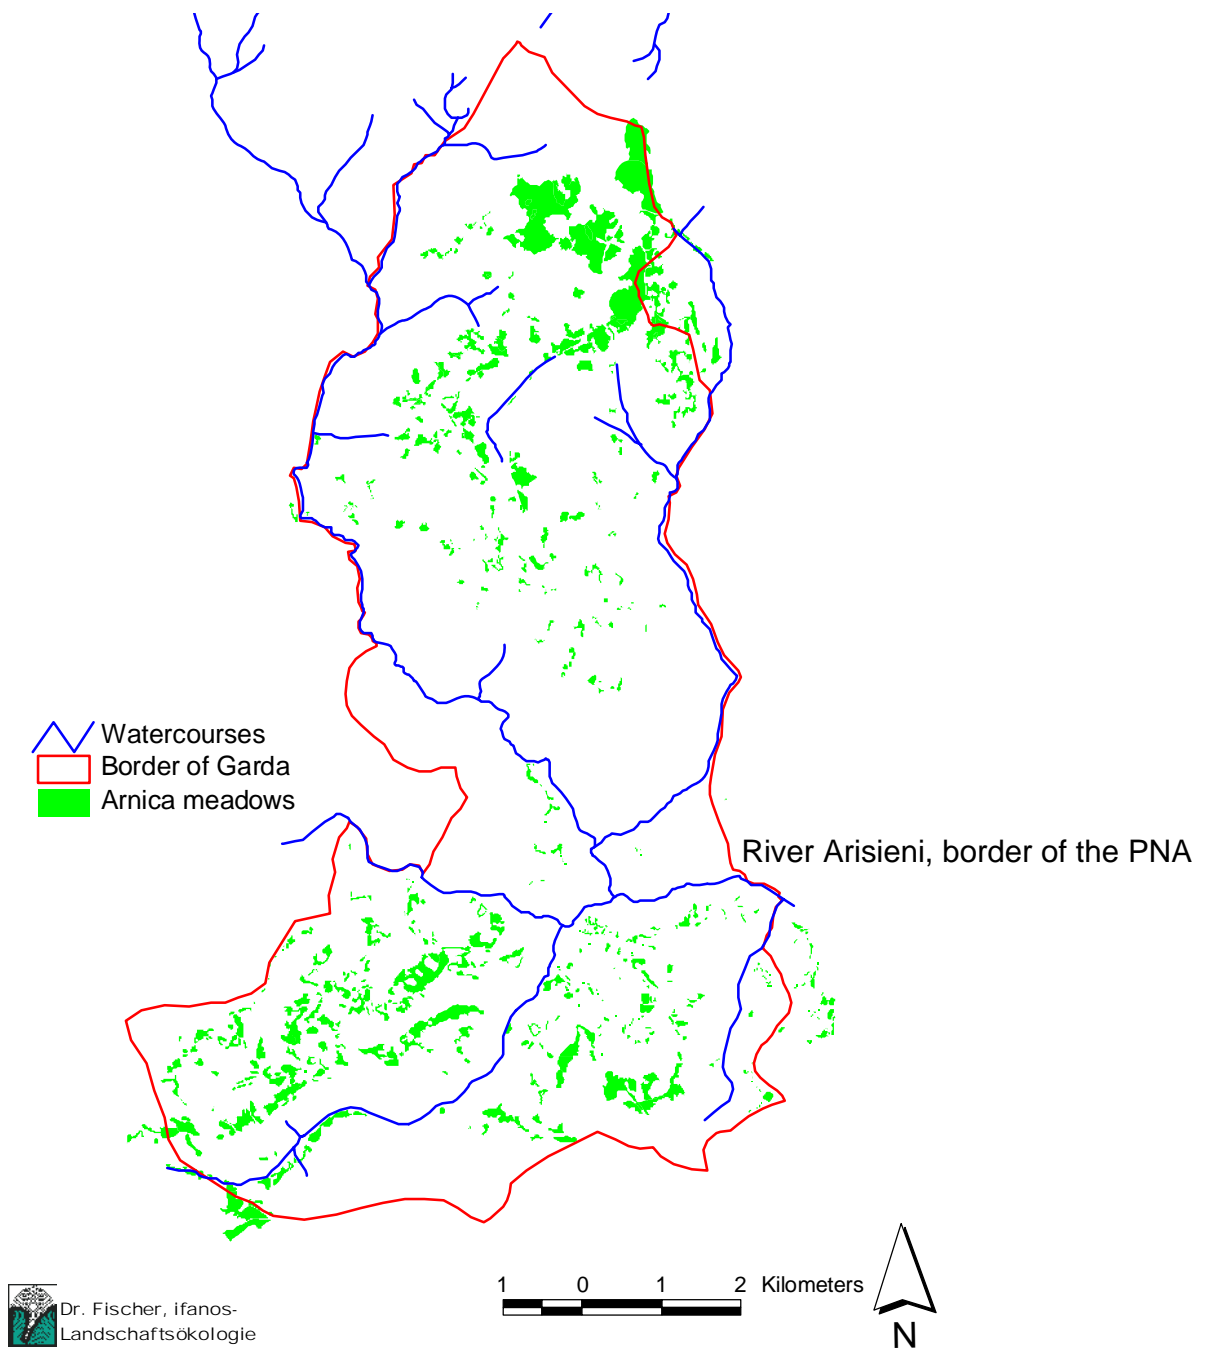 Watercourses
Border of Garda
Arnica meadows
River Arisieni, border of the PNA
1 0 1 2 Kilometers
N
Dr. Fischer, ifanos-
Landschaftsökologie